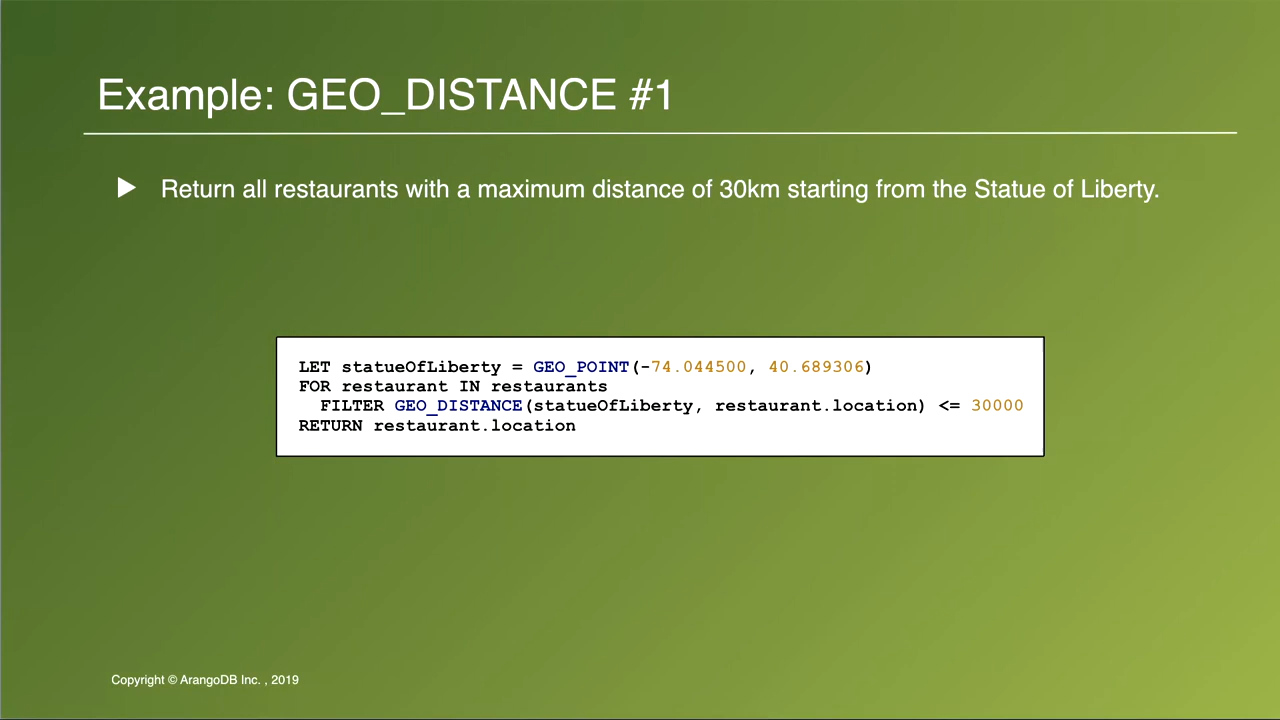 Example: GEO_DISTANCE #1
▶ Return all restaurants with a maximum distance of 30km starting from the Statue of Liberty.
LET statueOfLiberty = GEO_POINT(-74.044500, 40.689306)
FOR restaurant IN restaurants
  FILTER GEO_DISTANCE(statueOfLiberty, restaurant.location) <= 30000
RETURN restaurant.location
Copyright © ArangoDB Inc. , 2019